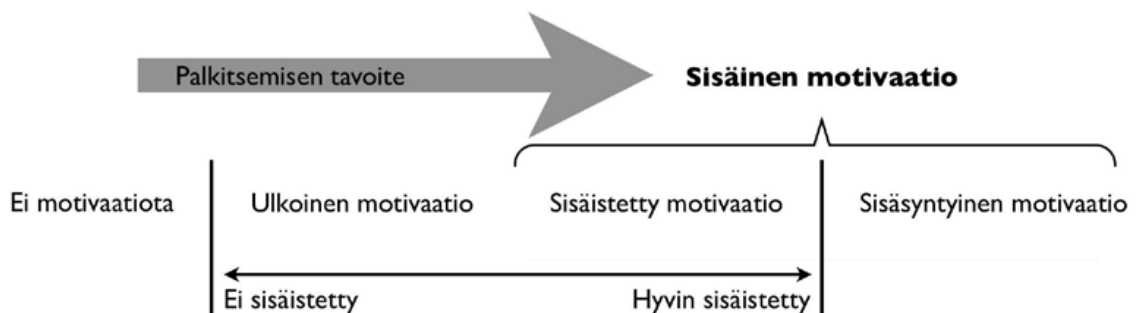 Palkitsemisen tavoite
Sisäinen motivaatio
Ei motivaatiota
Ulkoinen motivaatio
Sisäistetty motivaatio
Sisäsyntyinen motivaatio
Ei sisäistetty
Hyvin sisäistetty